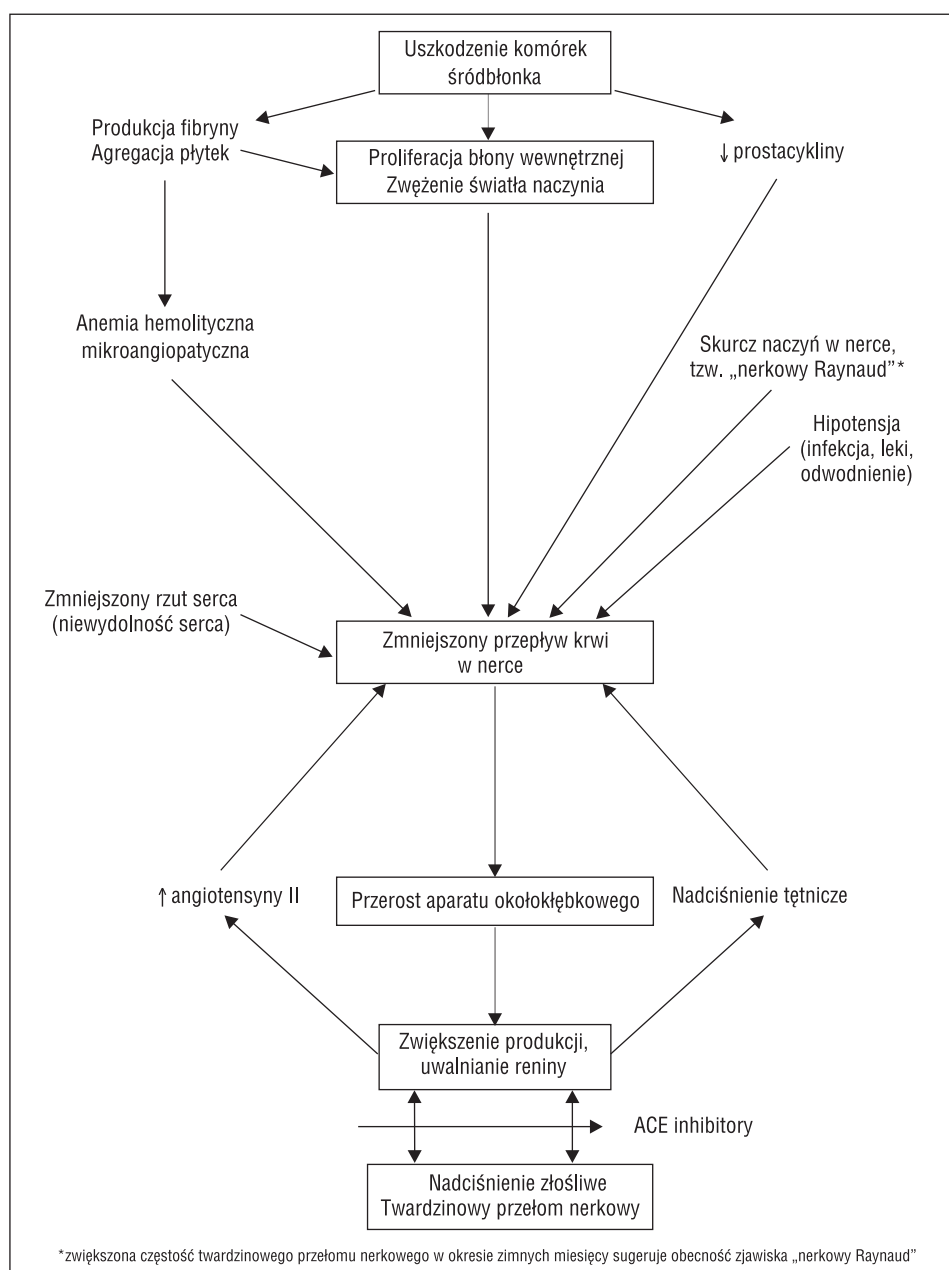 Uszkodzenie komórek
śródbłonka
Produkcja fibryny
Agregacja płytek
Proliferacja błony wewnętrznej
Zwężenie światła naczynia
↓ prostacykliny
Anemia hemolityczna
mikroangiopatyczna
Skurcz naczyń w nerce,
tzw. „nerkowy Raynaud”*
Hipotensja
(infekcja, leki,
odwodnienie)
Zmniejszony rzut serca
(niewydolność serca)
Zmniejszony przepływ krwi
w nerce
↑ angiotensyny II
Przerost aparatu okołokłębkowego
Nadciśnienie tętnicze
Zwiększenie produkcji,
uwalnianie reniny
ACE inhibitory
Nadciśnienie złośliwe
Twardzinowy przełom nerkowy
*zwiększona częstość twardzinowego przełomu nerkowego w okresie zimnych miesięcy sugeruje obecność zjawiska „nerkowy Raynaud”